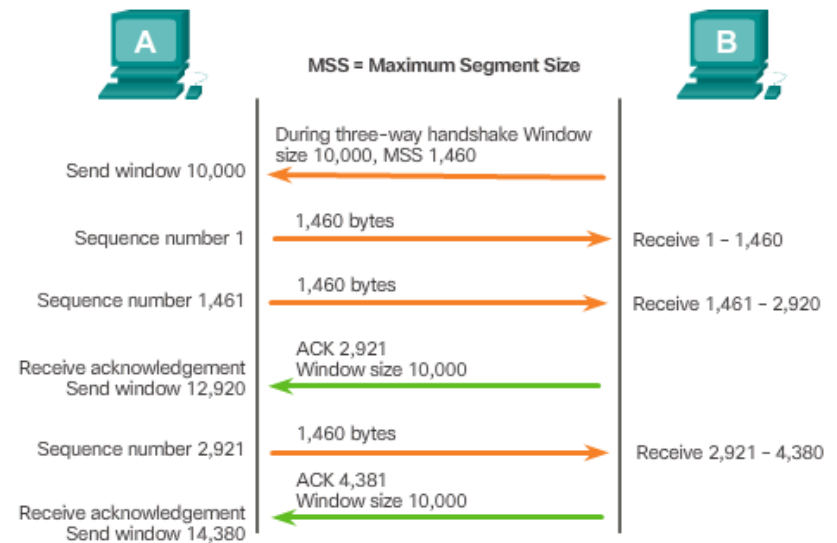 A
B
MSS = Maximum Segment Size
During three-way handshake Window
size 10,000, MSS 1,460
Send window 10,000
1,460 bytes
Sequence number 1
Receive 1 – 1,460
1,460 bytes
Sequence number 1,461
Receive 1,461 – 2,920
ACK 2,921
Window size 10,000
Receive acknowledgement
Send window 12,920
1,460 bytes
Sequence number 2,921
Receive 2,921 – 4,380
ACK 4,381
Window size 10,000
Receive acknowledgement
Send window 14,380